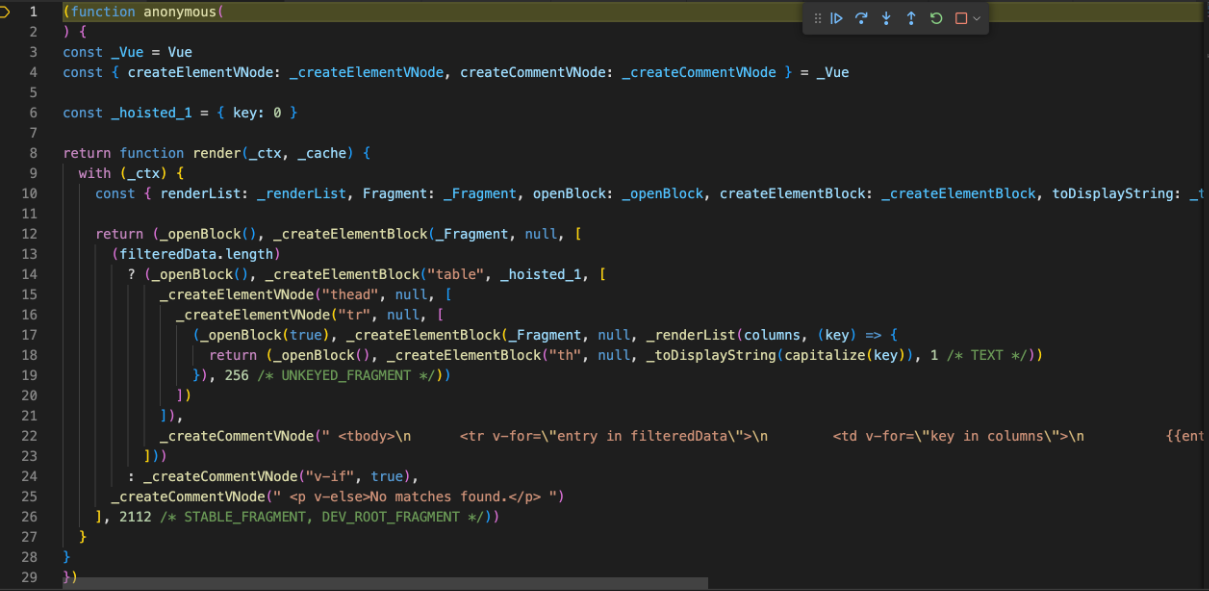 1 (function anonymous(
2 ) {
3 const _Vue = Vue
4 const { createElementVNode: _createElementVNode, createCommentVNode: _createCommentVNode } = _Vue
5
6 const _hoisted_1 = { key: 0 }
7
8 return function render(_ctx, _cache) {
9 with (_ctx) {
10 const { renderList: _renderList, Fragment: _Fragment, openBlock: _openBlock, createElementBlock: _createElementBlock, toDisplayString: _t
11
12 return (_openBlock(), _createElementBlock(_Fragment, null, [
13 (filteredData.length)
14 ? (_openBlock(), _createElementBlock("table", _hoisted_1, [
15 _createElementVNode("thead", null, [
16 _createElementVNode("tr", null, [
17 (_openBlock(true), _createElementBlock(_Fragment, null, _renderList(columns, (key) => {
18 return (_openBlock(), _createElementBlock("th", null, _toDisplayString(capitalize(key)), 1 /* TEXT */))
19 }), 256 /* UNKEYED_FRAGMENT */))
20 ])
21 ]),
22 _createCommentVNode(" <tbody>\n <tr v-for=\"entry in filteredData\">\n <td v-for=\"key in columns\">\n {{ent
23 ]))
24 : _createCommentVNode("v-if", true),
25 _createCommentVNode(" <p v-else>No matches found.</p> ")
26 ], 2112 /* STABLE_FRAGMENT, DEV_ROOT_FRAGMENT */))
27 }
28 }
29 })